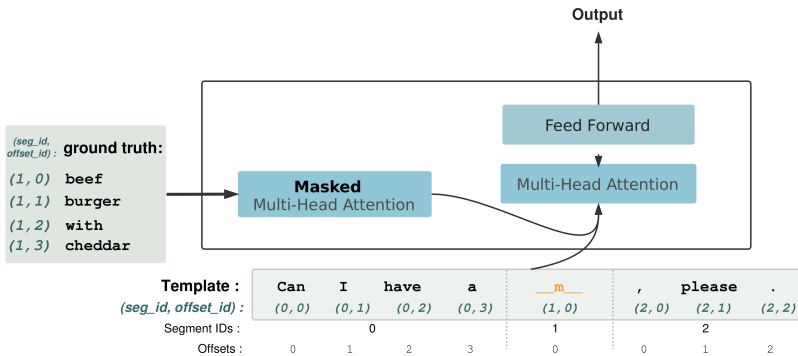 Output
Feed Forward
Multi-Head Attention
Masked
Multi-Head Attention
(seg_id,
offset_id) : ground truth:
(1,0) beef
(1,1) burger
(1,2) with
(1,3) cheddar
Template : Can I have a __m__ , please .
(seg_id, offset_id) : (0,0) (0,1) (0,2) (0,3) (1,0) (2,0) (2,1) (2,2)
Segment IDs : 0 1 2
Offsets : 0 1 2 3 0 0 1 2